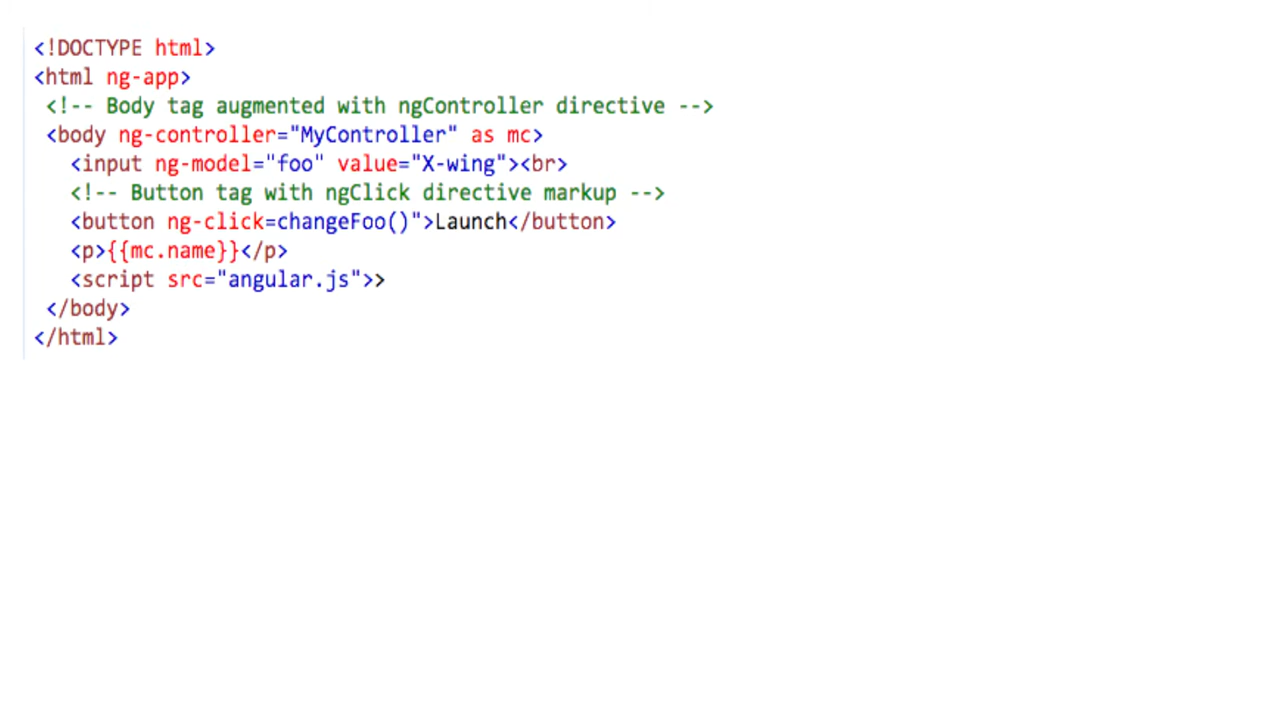 <!DOCTYPE html>
<html ng-app>
<!-- Body tag augmented with ngController directive -->
<body ng-controller="MyController" as mc>
<input ng-model="foo" value="X-wing"><br>
<!-- Button tag with ngClick directive markup -->
<button ng-click=changeFoo()">Launch</button>
<p>{{mc.name}}</p>
<script src="angular.js">>
</body>
</html>